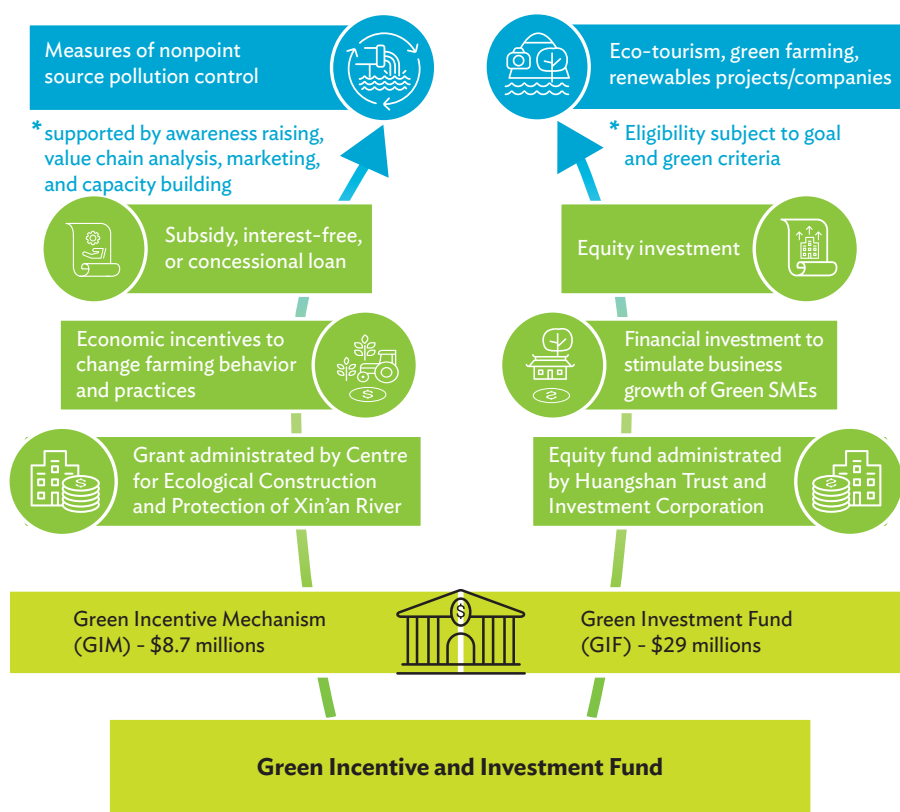 Measures of nonpoint
source pollution control
* supported by awareness raising,
value chain analysis, marketing,
and capacity building
Eco-tourism, green farming,
renewables projects/companies
* Eligibility subject to goal
and green criteria
Subsidy, interest-free,
or concessional loan
Equity investment
Economic incentives to
change farming behavior
and practices
Financial investment to
stimulate business
growth of Green SMEs
Grant administrated by Centre
for Ecological Construction
and Protection of Xin'an River
Equity fund administrated
by Huangshan Trust and
Investment Corporation
Green Incentive Mechanism
(GIM) - $8.7 millions
Green Investment Fund
(GIF) - $29 millions
Green Incentive and Investment Fund